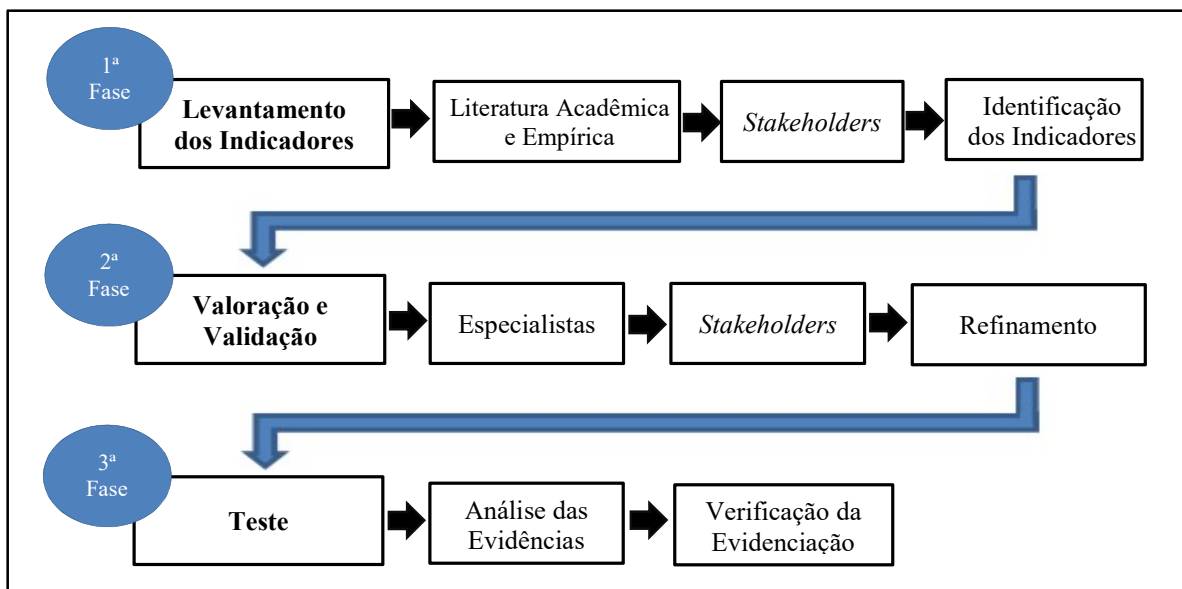 1ª
Fase
Levantamento
dos Indicadores
Literatura Acadêmica
e Empírica
Stakeholders
Identificação
dos Indicadores
2ª
Fase
Valoração e
Validação
Especialistas
Stakeholders
Refinamento
3ª
Fase
Teste
Análise das
Evidências
Verificação da
Evidenciação